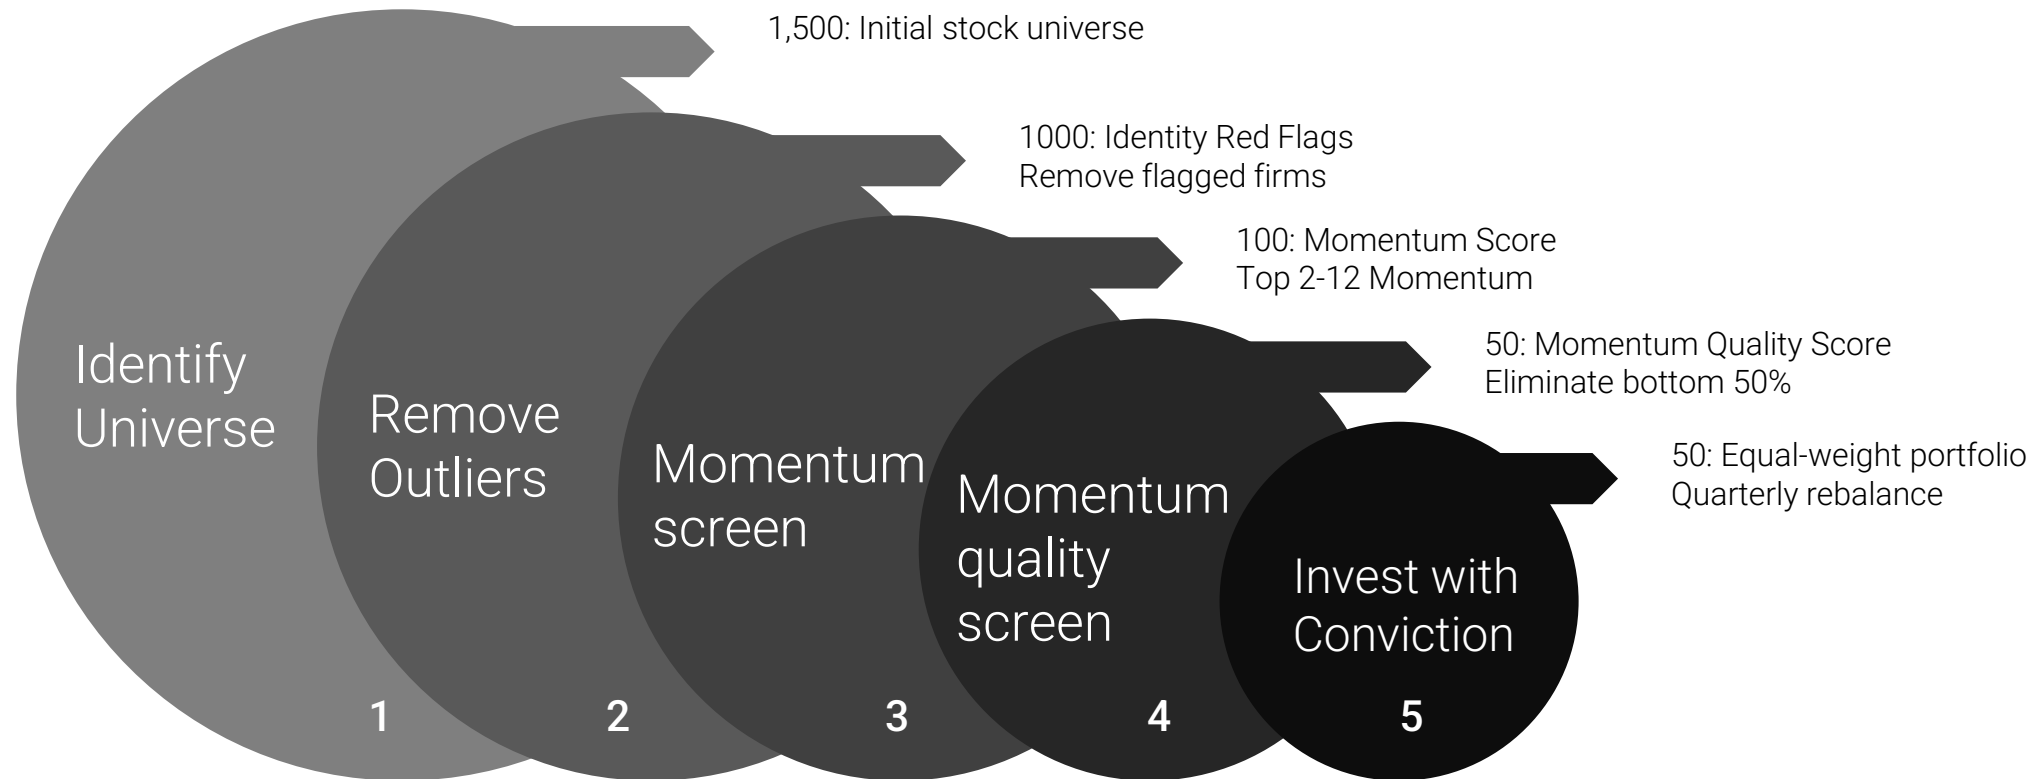 1,500: Initial stock universe
1000: Identity Red Flags
Remove flagged firms
100: Momentum Score
Top 2-12 Momentum
50: Momentum Quality Score
Eliminate bottom 50%
50: Equal-weight portfolio
Quarterly rebalance
Identify
Universe
1
Remove
Outliers
2
Momentum
screen
3
Momentum
quality
screen
4
Invest with
Conviction
5